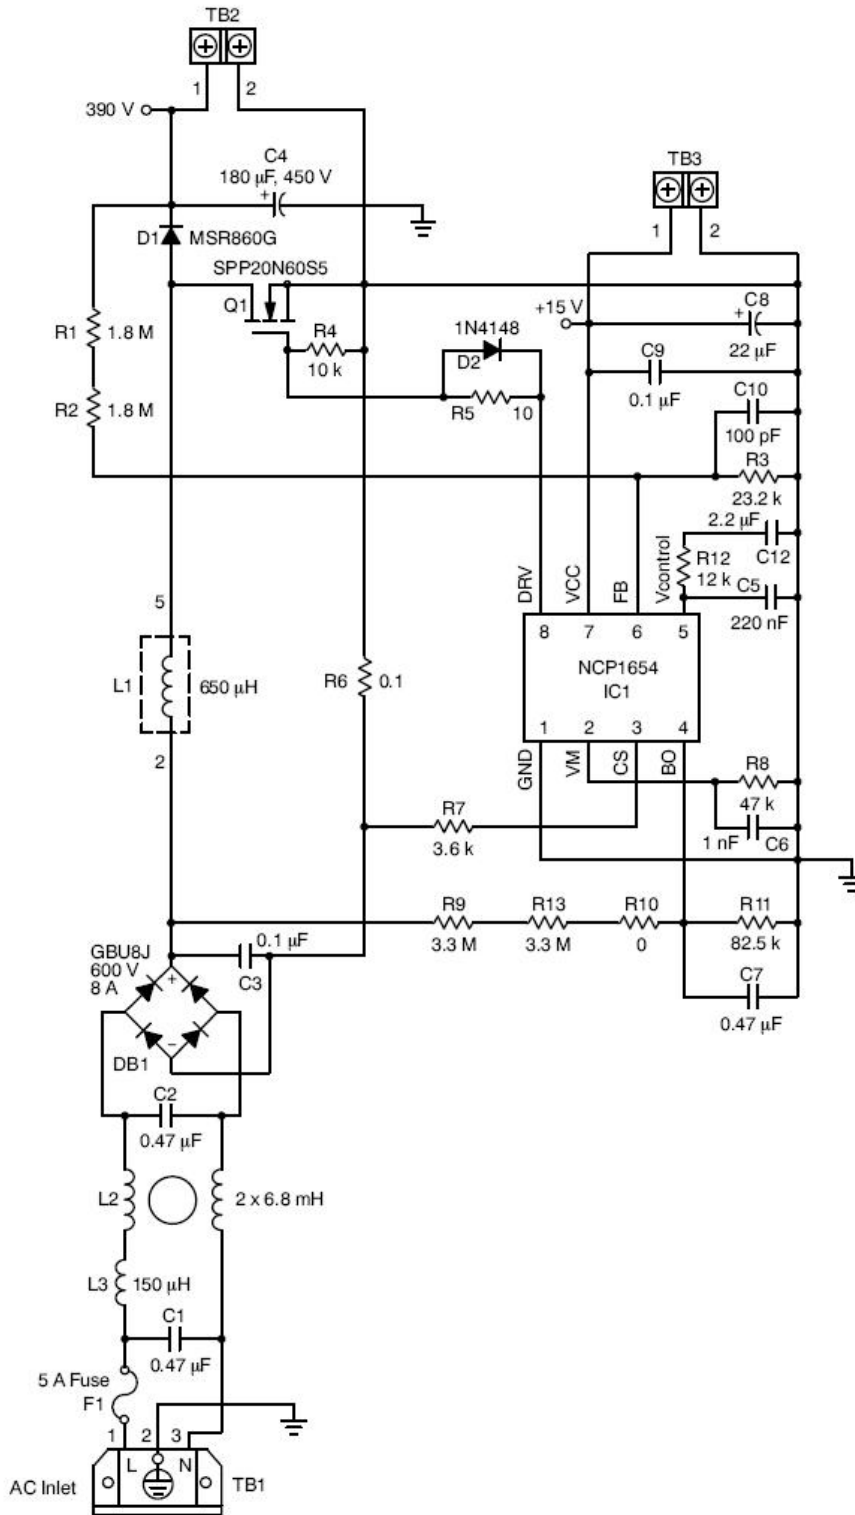 TB2
1
2
390 V
C4
180 µF, 450 V
+
TB3
1
2
D1
MSR860G
SPP20N60S5
Q1
+15 V
C8
+
22 µF
R1
1.8 M
R4
10 k
1N4148
D2
C9
0.1 µF
R2
1.8 M
R5
10
C10
100 pF
R3
23.2 k
2.2 µF
C12
R12
12 k
C5
220 nF
DRV
VCC
FB
Vcontrol
8
7
6
5
NCP1654
IC1
1
2
3
4
GND
VM
CS
BO
5
L1
650 µH
2
R6
0.1
R8
47 k
1 nF
C6
R7
3.6 k
R9
3.3 M
R13
3.3 M
R10
0
R11
82.5 k
C7
0.47 µF
GBU8J
600 V
8 A
0.1 µF
C3
+
−
DB1
C2
0.47 µF
L2
2 x 6.8 mH
L3
150 µH
C1
0.47 µF
5 A Fuse
F1
1
2
3
L
N
AC Inlet
TB1